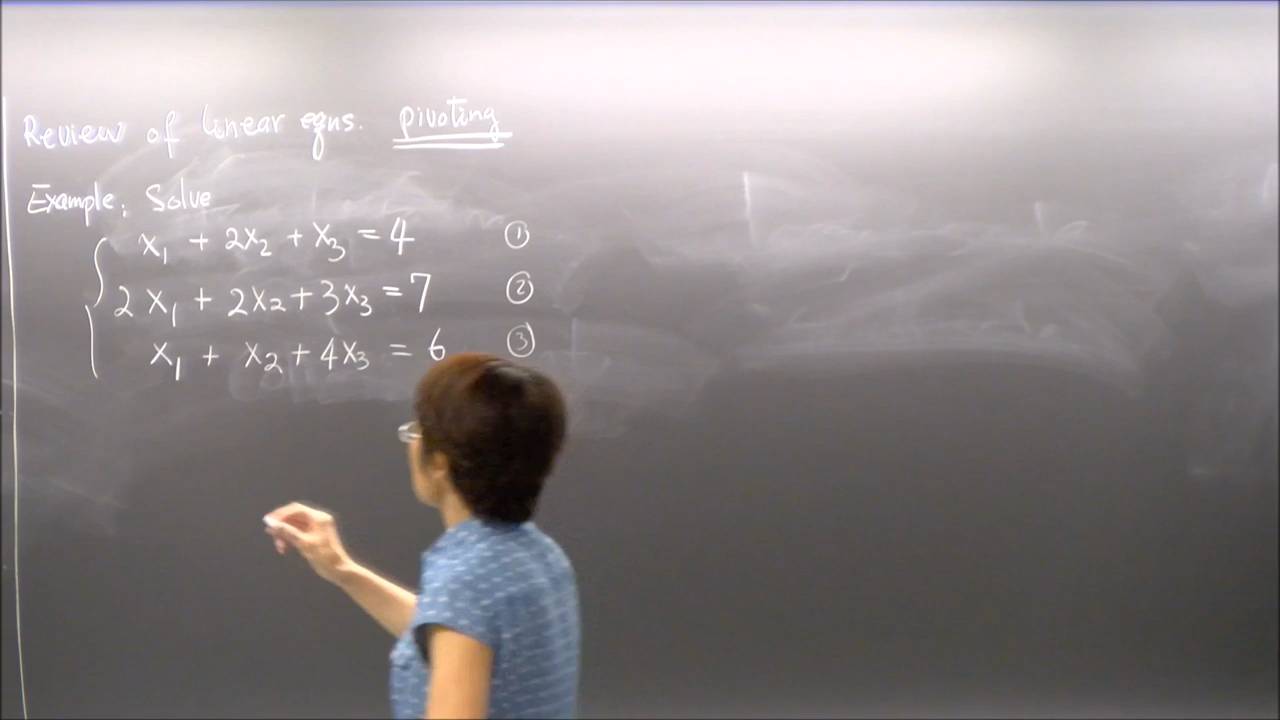 Review of linear eqns. pivoting
Example: Solve
x₁ + 2x₂ + x₃ = 4 ①
2x₁ + 2x₂ + 3x₃ = 7 ②
x₁ + x₂ + 4x₃ = 6 ③